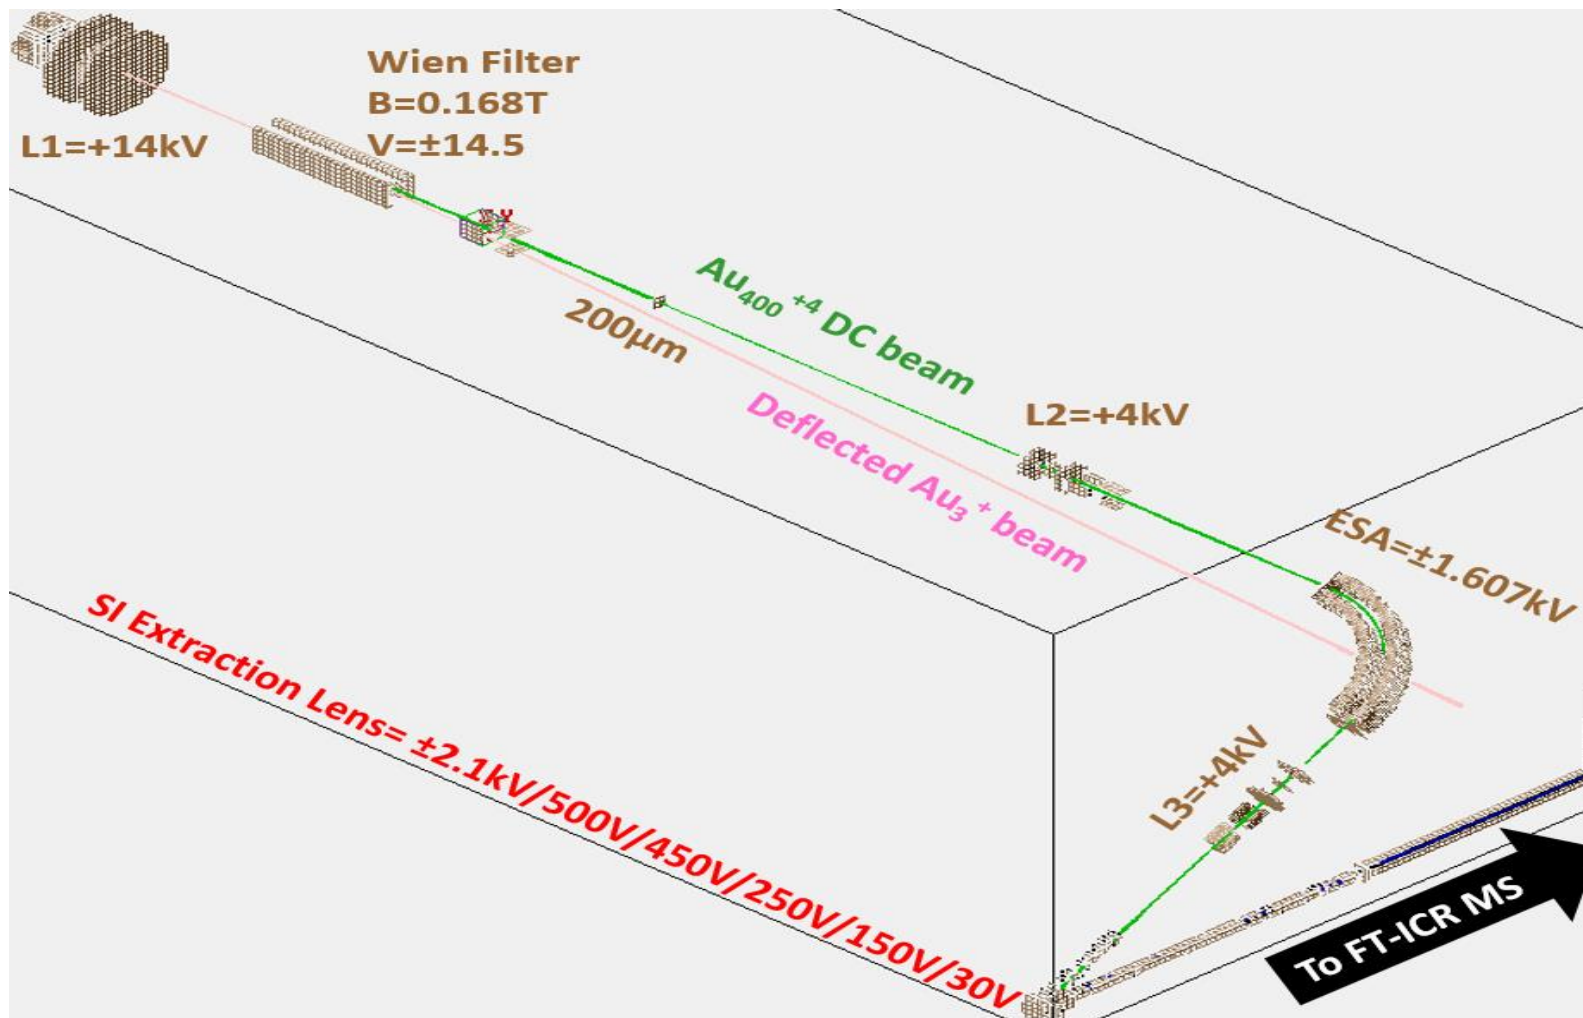 Wien Filter
B=0.168T
V=±14.5
L1=+14kV
Y
Au₄₀₀⁺⁴ DC beam
200μm
Deflected Au₃⁺ beam
L2=+4kV
ESA=±1.607kV
SI Extraction Lens= ±2.1kV/500V/450V/250V/150V/30V
L3=+4kV
To FT-ICR MS